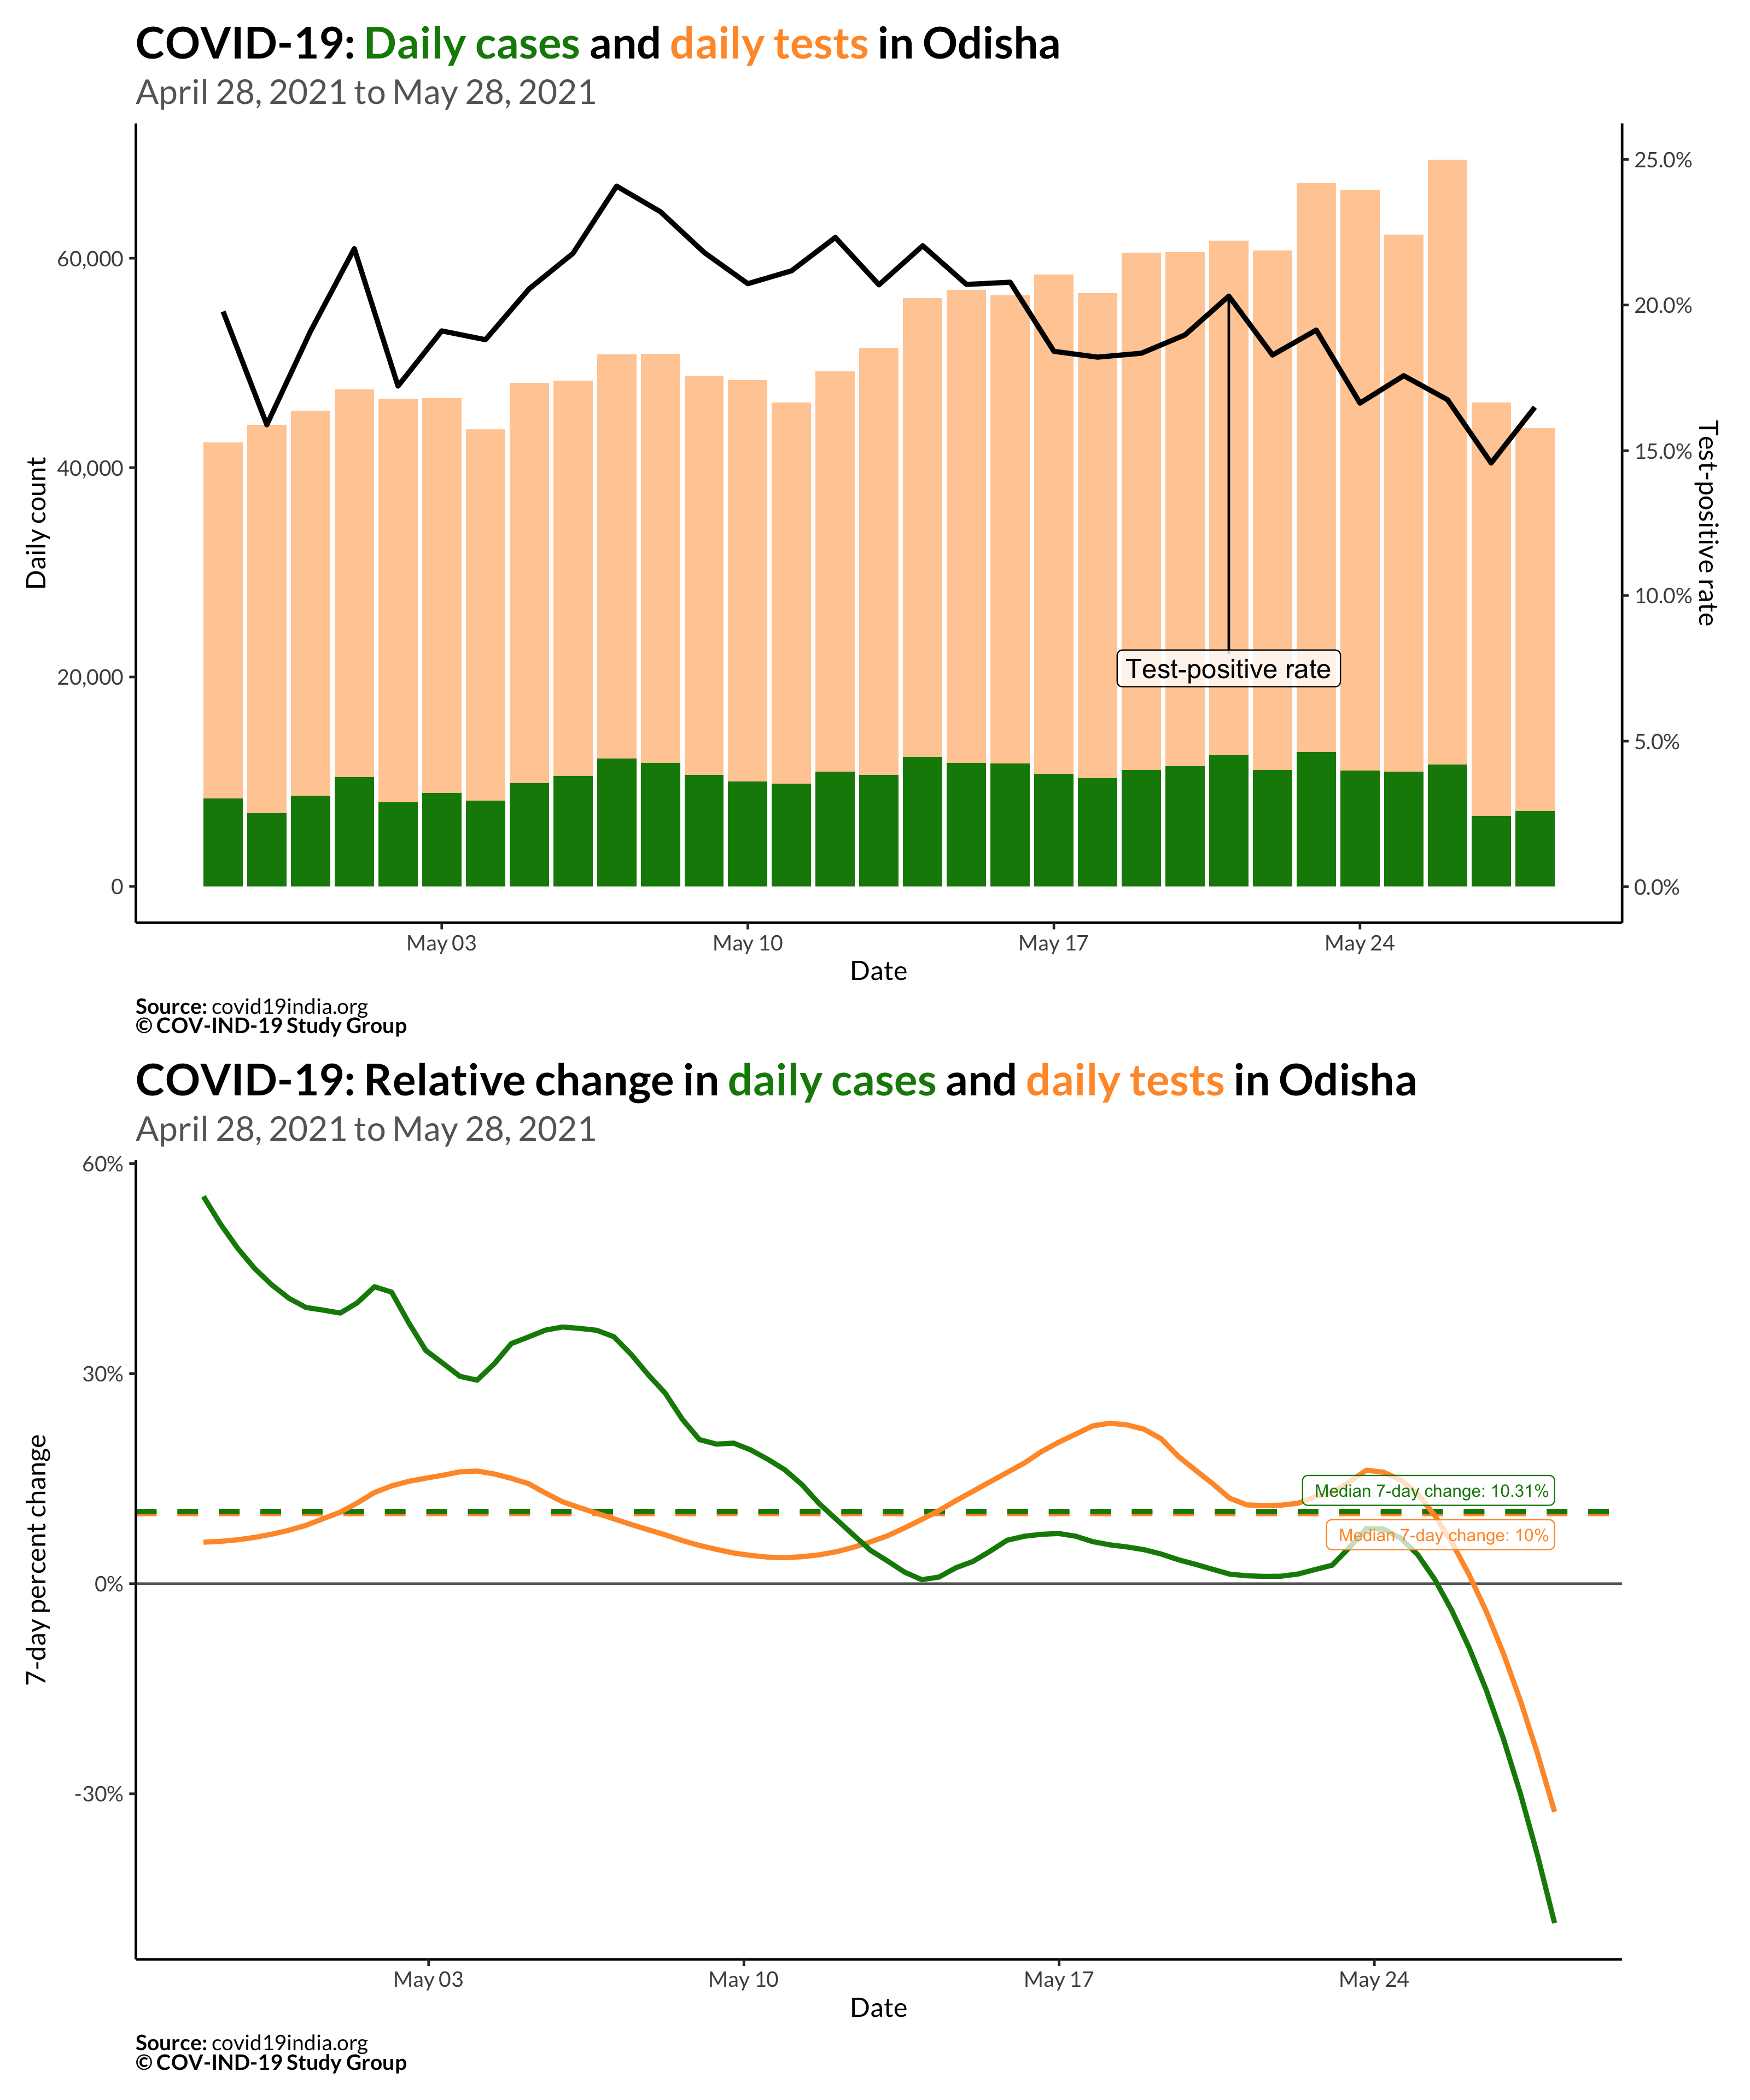 COVID-19: Daily cases and daily tests in Odisha
April 28, 2021 to May 28, 2021
Daily count
60,000
40,000
20,000
0
25.0%
20.0%
15.0%
10.0%
5.0%
0.0%
Test-positive rate
Test-positive rate
May 03
May 10
May 17
May 24
Date
Source: covid19india.org
© COV-IND-19 Study Group
COVID-19: Relative change in daily cases and daily tests in Odisha
April 28, 2021 to May 28, 2021
7-day percent change
60%
30%
0%
-30%
Median 7-day change: 10.31%
Median 7-day change: 10%
May 03
May 10
May 17
May 24
Date
Source: covid19india.org
© COV-IND-19 Study Group